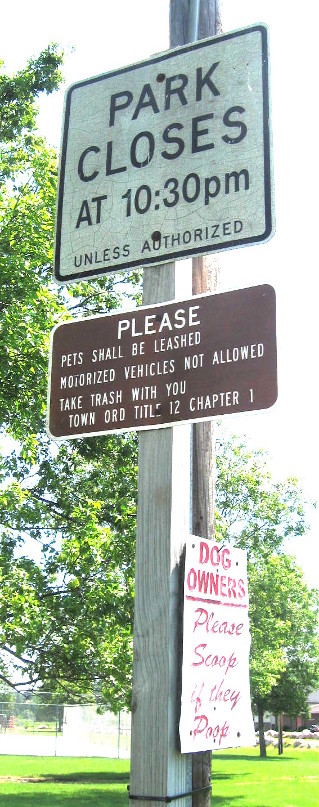 PARK
CLOSES
AT 10:30pm
UNLESS AUTHORIZED
PLEASE
PETS SHALL BE LEASHED
MOTORIZED VEHICLES NOT ALLOWED
TAKE TRASH WITH YOU
TOWN ORD TITLE 12 CHAPTER 1
DOG
OWNERS
Please
Scoop
if they
Poop